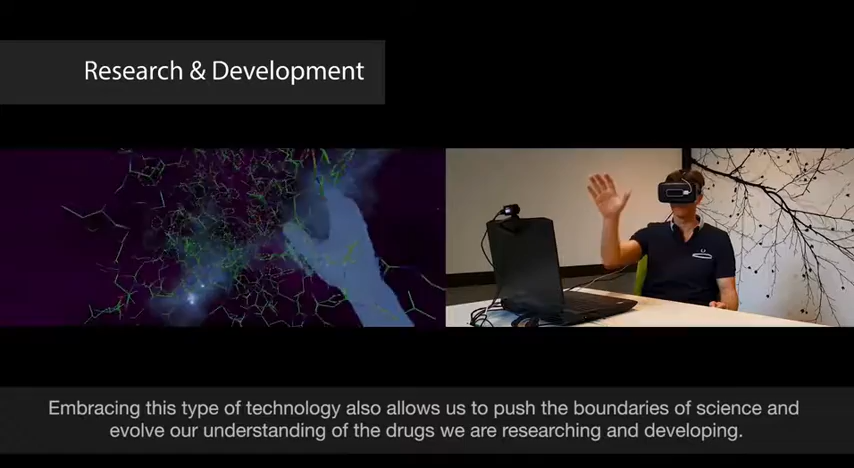 Research & Development
Embracing this type of technology also allows us to push the boundaries of science and
evolve our understanding of the drugs we are researching and developing.